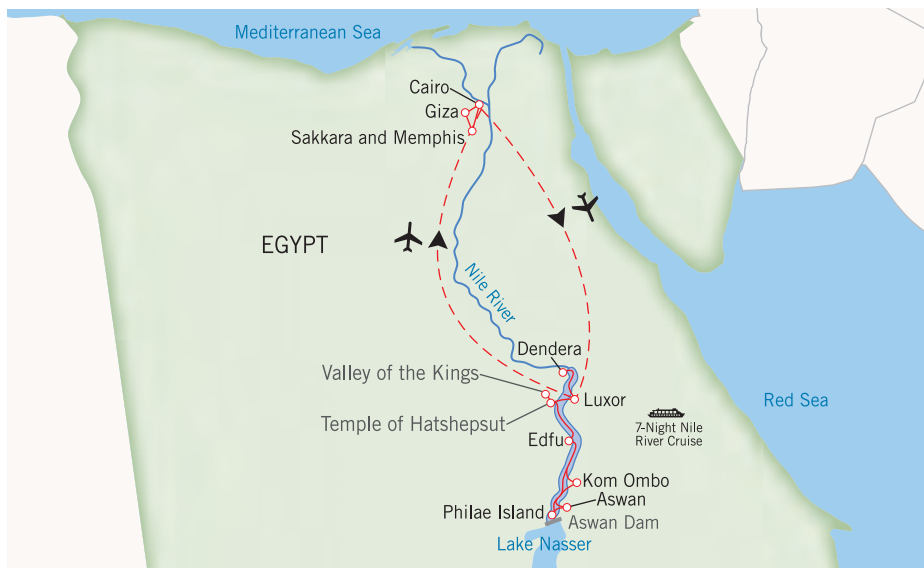 Mediterranean Sea
Cairo
Giza
Sakkara and Memphis
EGYPT
Nile River
Dendera
Valley of the Kings
Luxor
Red Sea
Temple of Hatshepsut
7-Night Nile
River Cruise
Edfu
Kom Ombo
Aswan
Philae Island
Aswan Dam
Lake Nasser